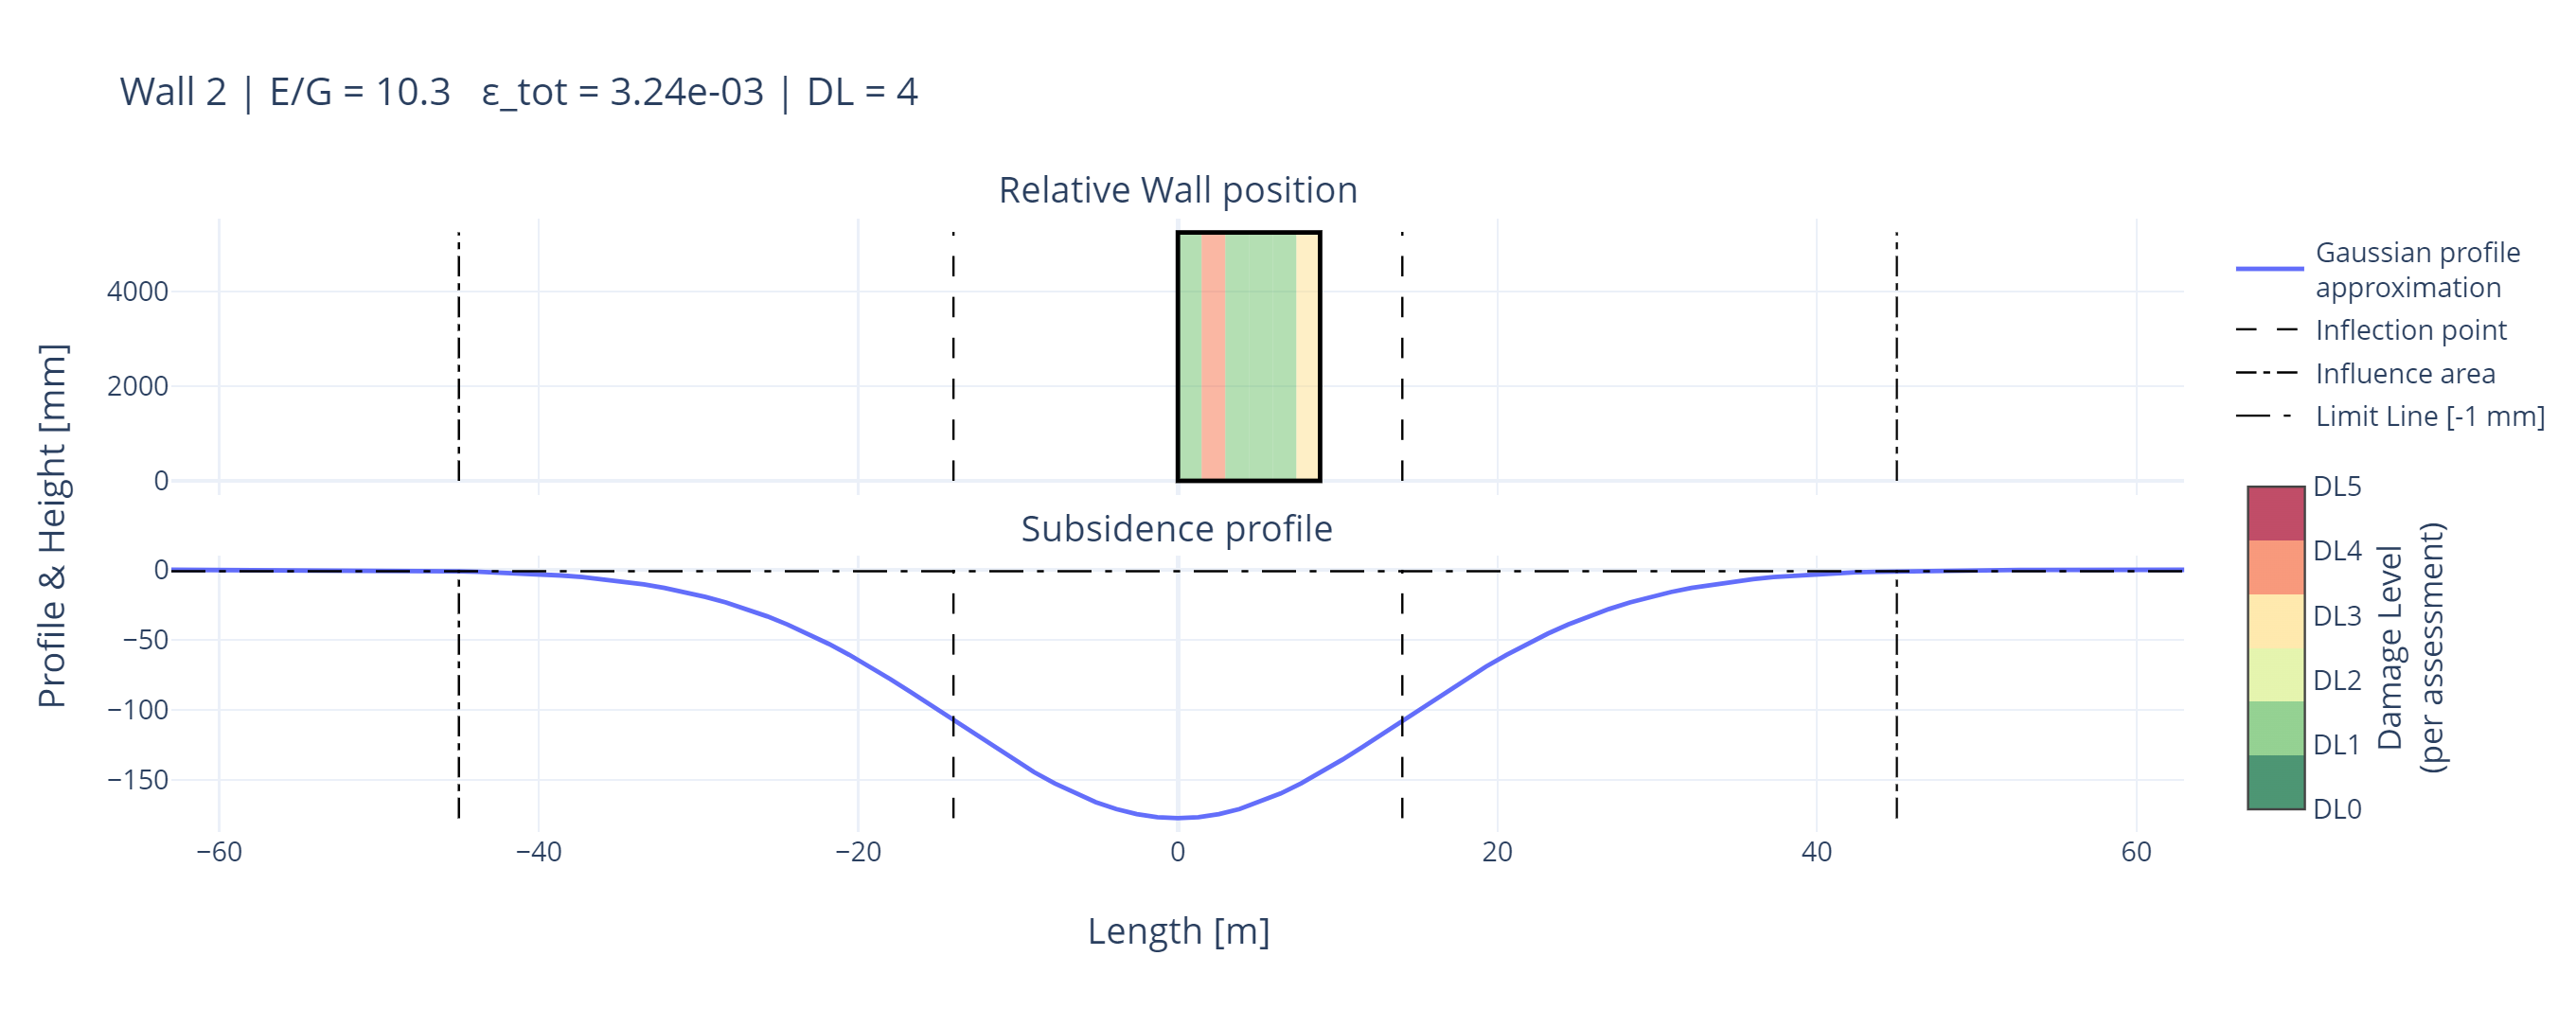 Wall 2 | E/G = 10.3   ε_tot = 3.24e-03 | DL = 4
Relative Wall position
4000
2000
0
Profile & Height [mm]
Subsidence profile
0
−50
−100
−150
−60
−40
−20
0
20
40
60
Length [m]
Gaussian profile
approximation
Inflection point
Influence area
Limit Line [-1 mm]
DL5
DL4
DL3
DL2
DL1
DL0
Damage Level
(per assessment)